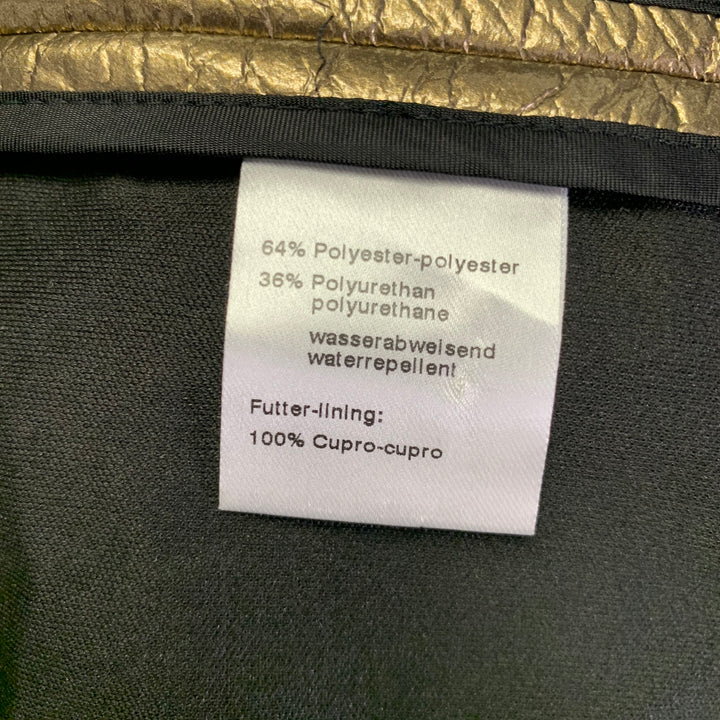 64% Polyester-polyester
36% Polyurethan
polyurethane
wasserabweisend
waterrepellent
Futter-lining:
100% Cupro-cupro